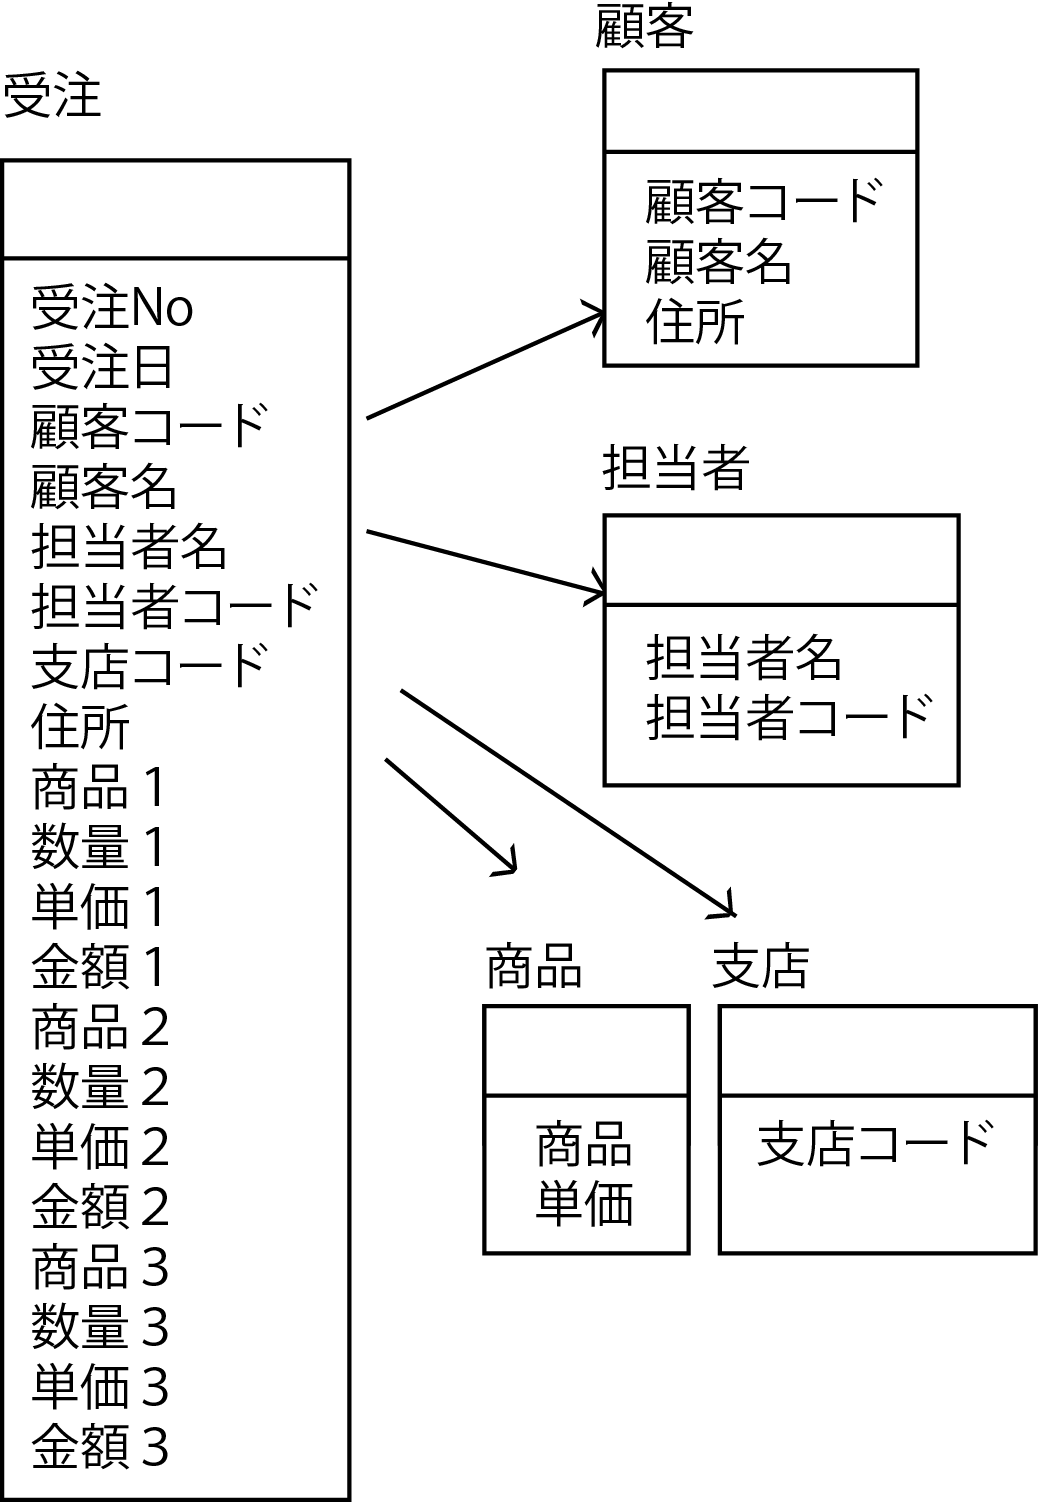 受注
受注No
受注日
顧客コード
顧客名
担当者名
担当者コード
支店コード
住所
商品１
数量１
単価１
金額１
商品２
数量２
単価２
金額２
商品３
数量３
単価３
金額３
顧客
顧客コード
顧客名
住所
担当者
担当者名
担当者コード
商品
商品
単価
支店
支店コード